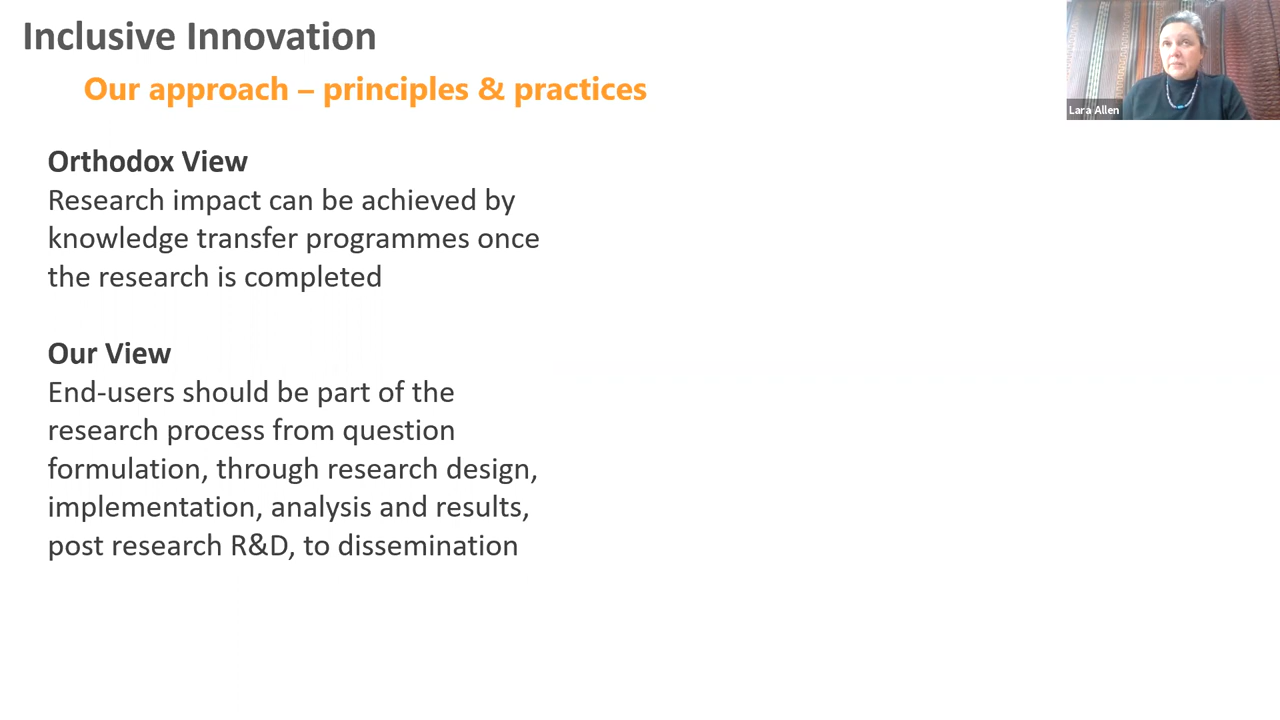 Inclusive Innovation
Our approach – principles & practices
Lara Allen
Orthodox View
Research impact can be achieved by
knowledge transfer programmes once
the research is completed
Our View
End-users should be part of the
research process from question
formulation, through research design,
implementation, analysis and results,
post research R&D, to dissemination